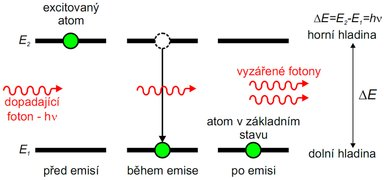 excitovaný
atom
ΔE=E2-E1=hν
E2
horní hladina
dopadající
foton - hν
vyzářené fotony
ΔE
atom v základním
stavu
E1
dolní hladina
před emisí
během emise
po emisi